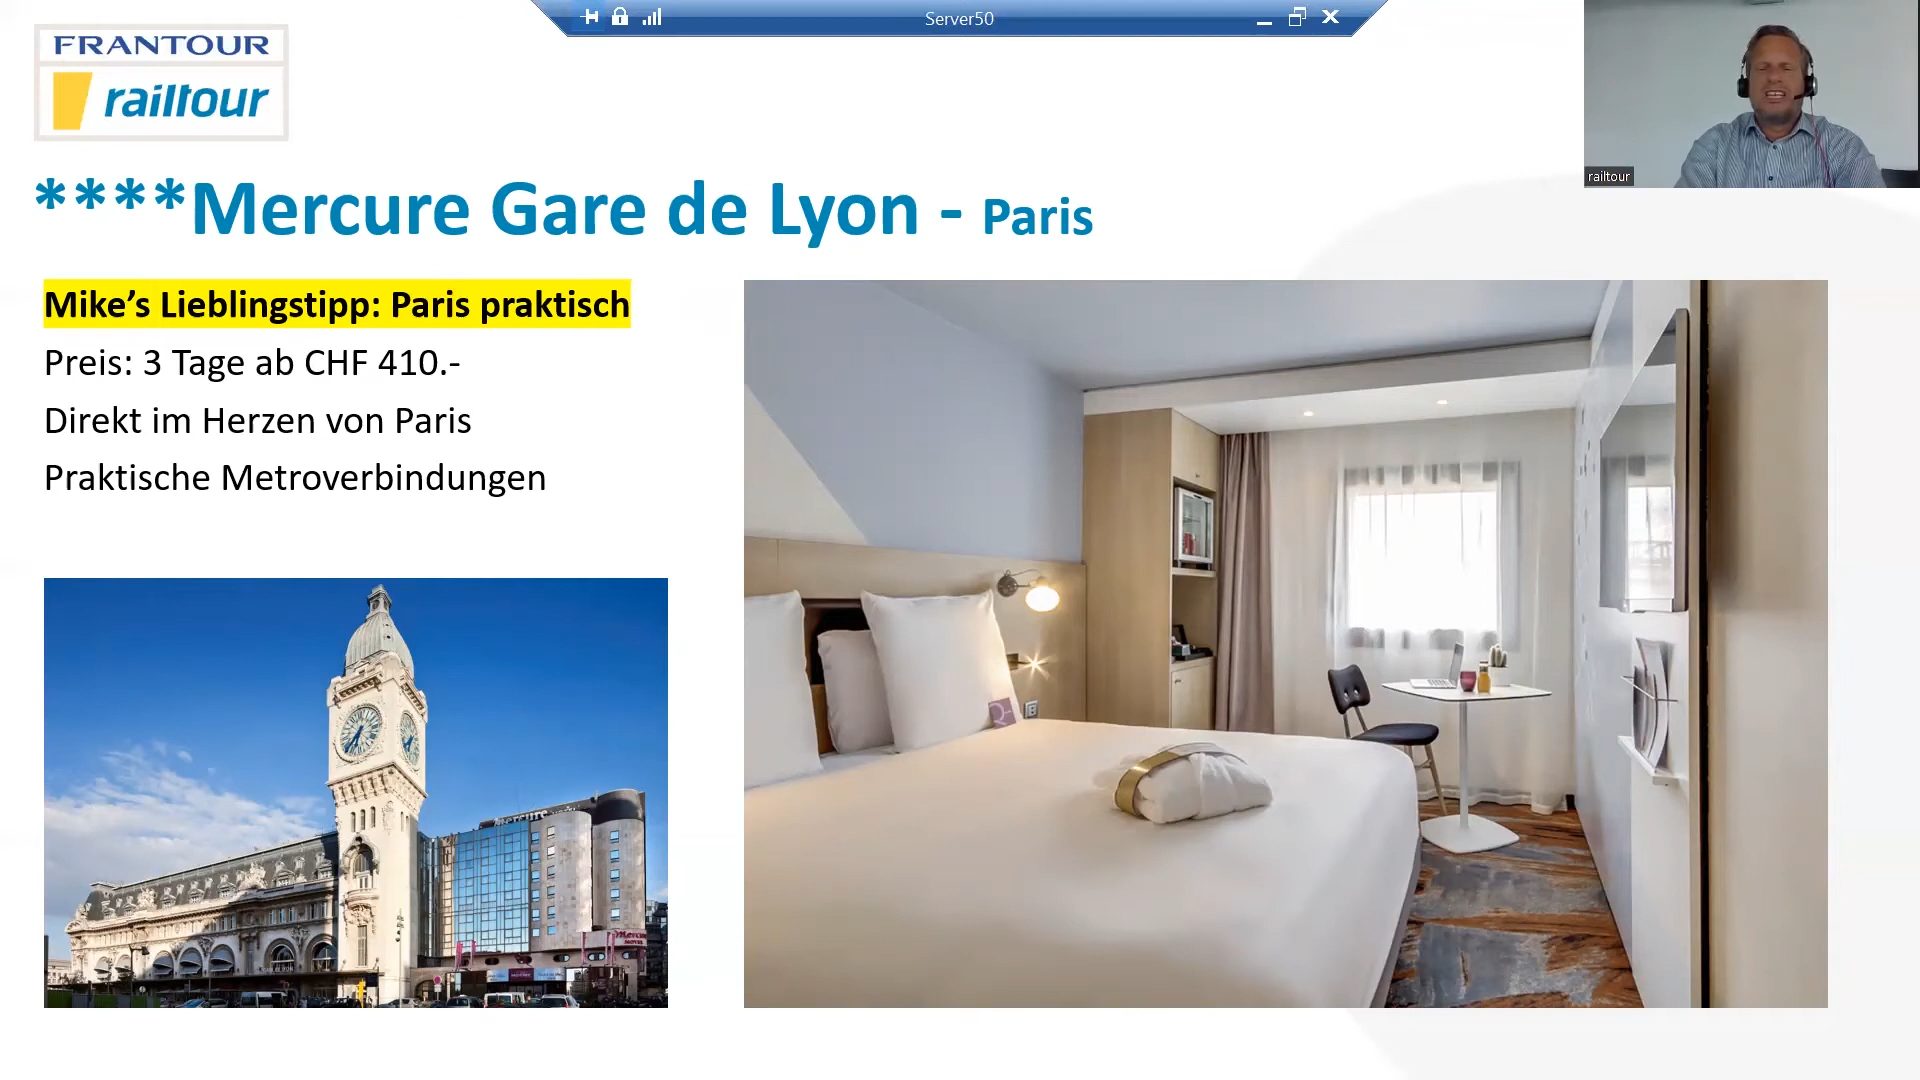 Server50
FRANTOUR
railtour
railtour
****Mercure Gare de Lyon - Paris
Mike’s Lieblingstipp: Paris praktisch
Preis: 3 Tage ab CHF 410.-
Direkt im Herzen von Paris
Praktische Metroverbindungen
mercure